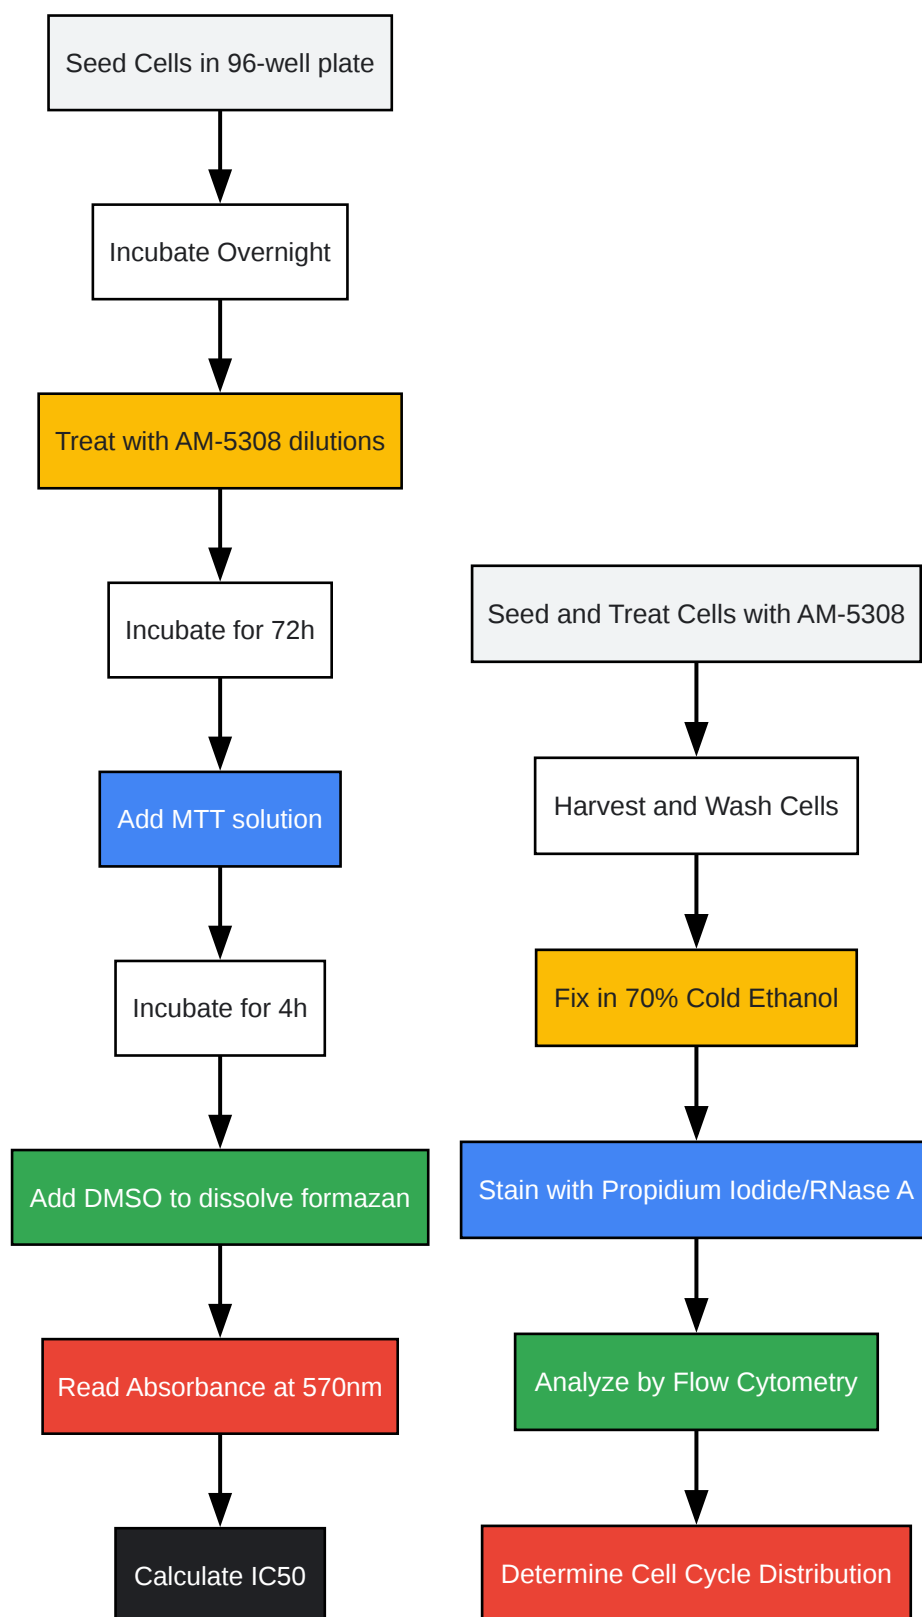 Seed Cells in 96-well plate
Incubate Overnight
Treat with AM-5308 dilutions
Incubate for 72h
Add MTT solution
Incubate for 4h
Add DMSO to dissolve formazan
Read Absorbance at 570nm
Calculate IC50
Seed and Treat Cells with AM-5308
Harvest and Wash Cells
Fix in 70% Cold Ethanol
Stain with Propidium Iodide/RNase A
Analyze by Flow Cytometry
Determine Cell Cycle Distribution